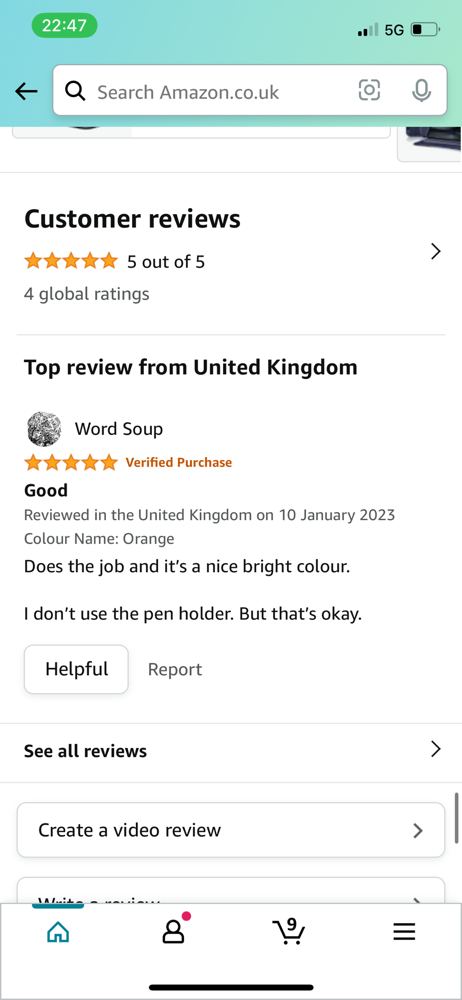 22:47
5G
Search Amazon.co.uk
Customer reviews
5 out of 5
4 global ratings
Top review from United Kingdom
Word Soup
Verified Purchase
Good
Reviewed in the United Kingdom on 10 January 2023
Colour Name: Orange
Does the job and it's a nice bright colour.
I don't use the pen holder. But that's okay.
Helpful
Report
See all reviews
Create a video review
Write a review
9